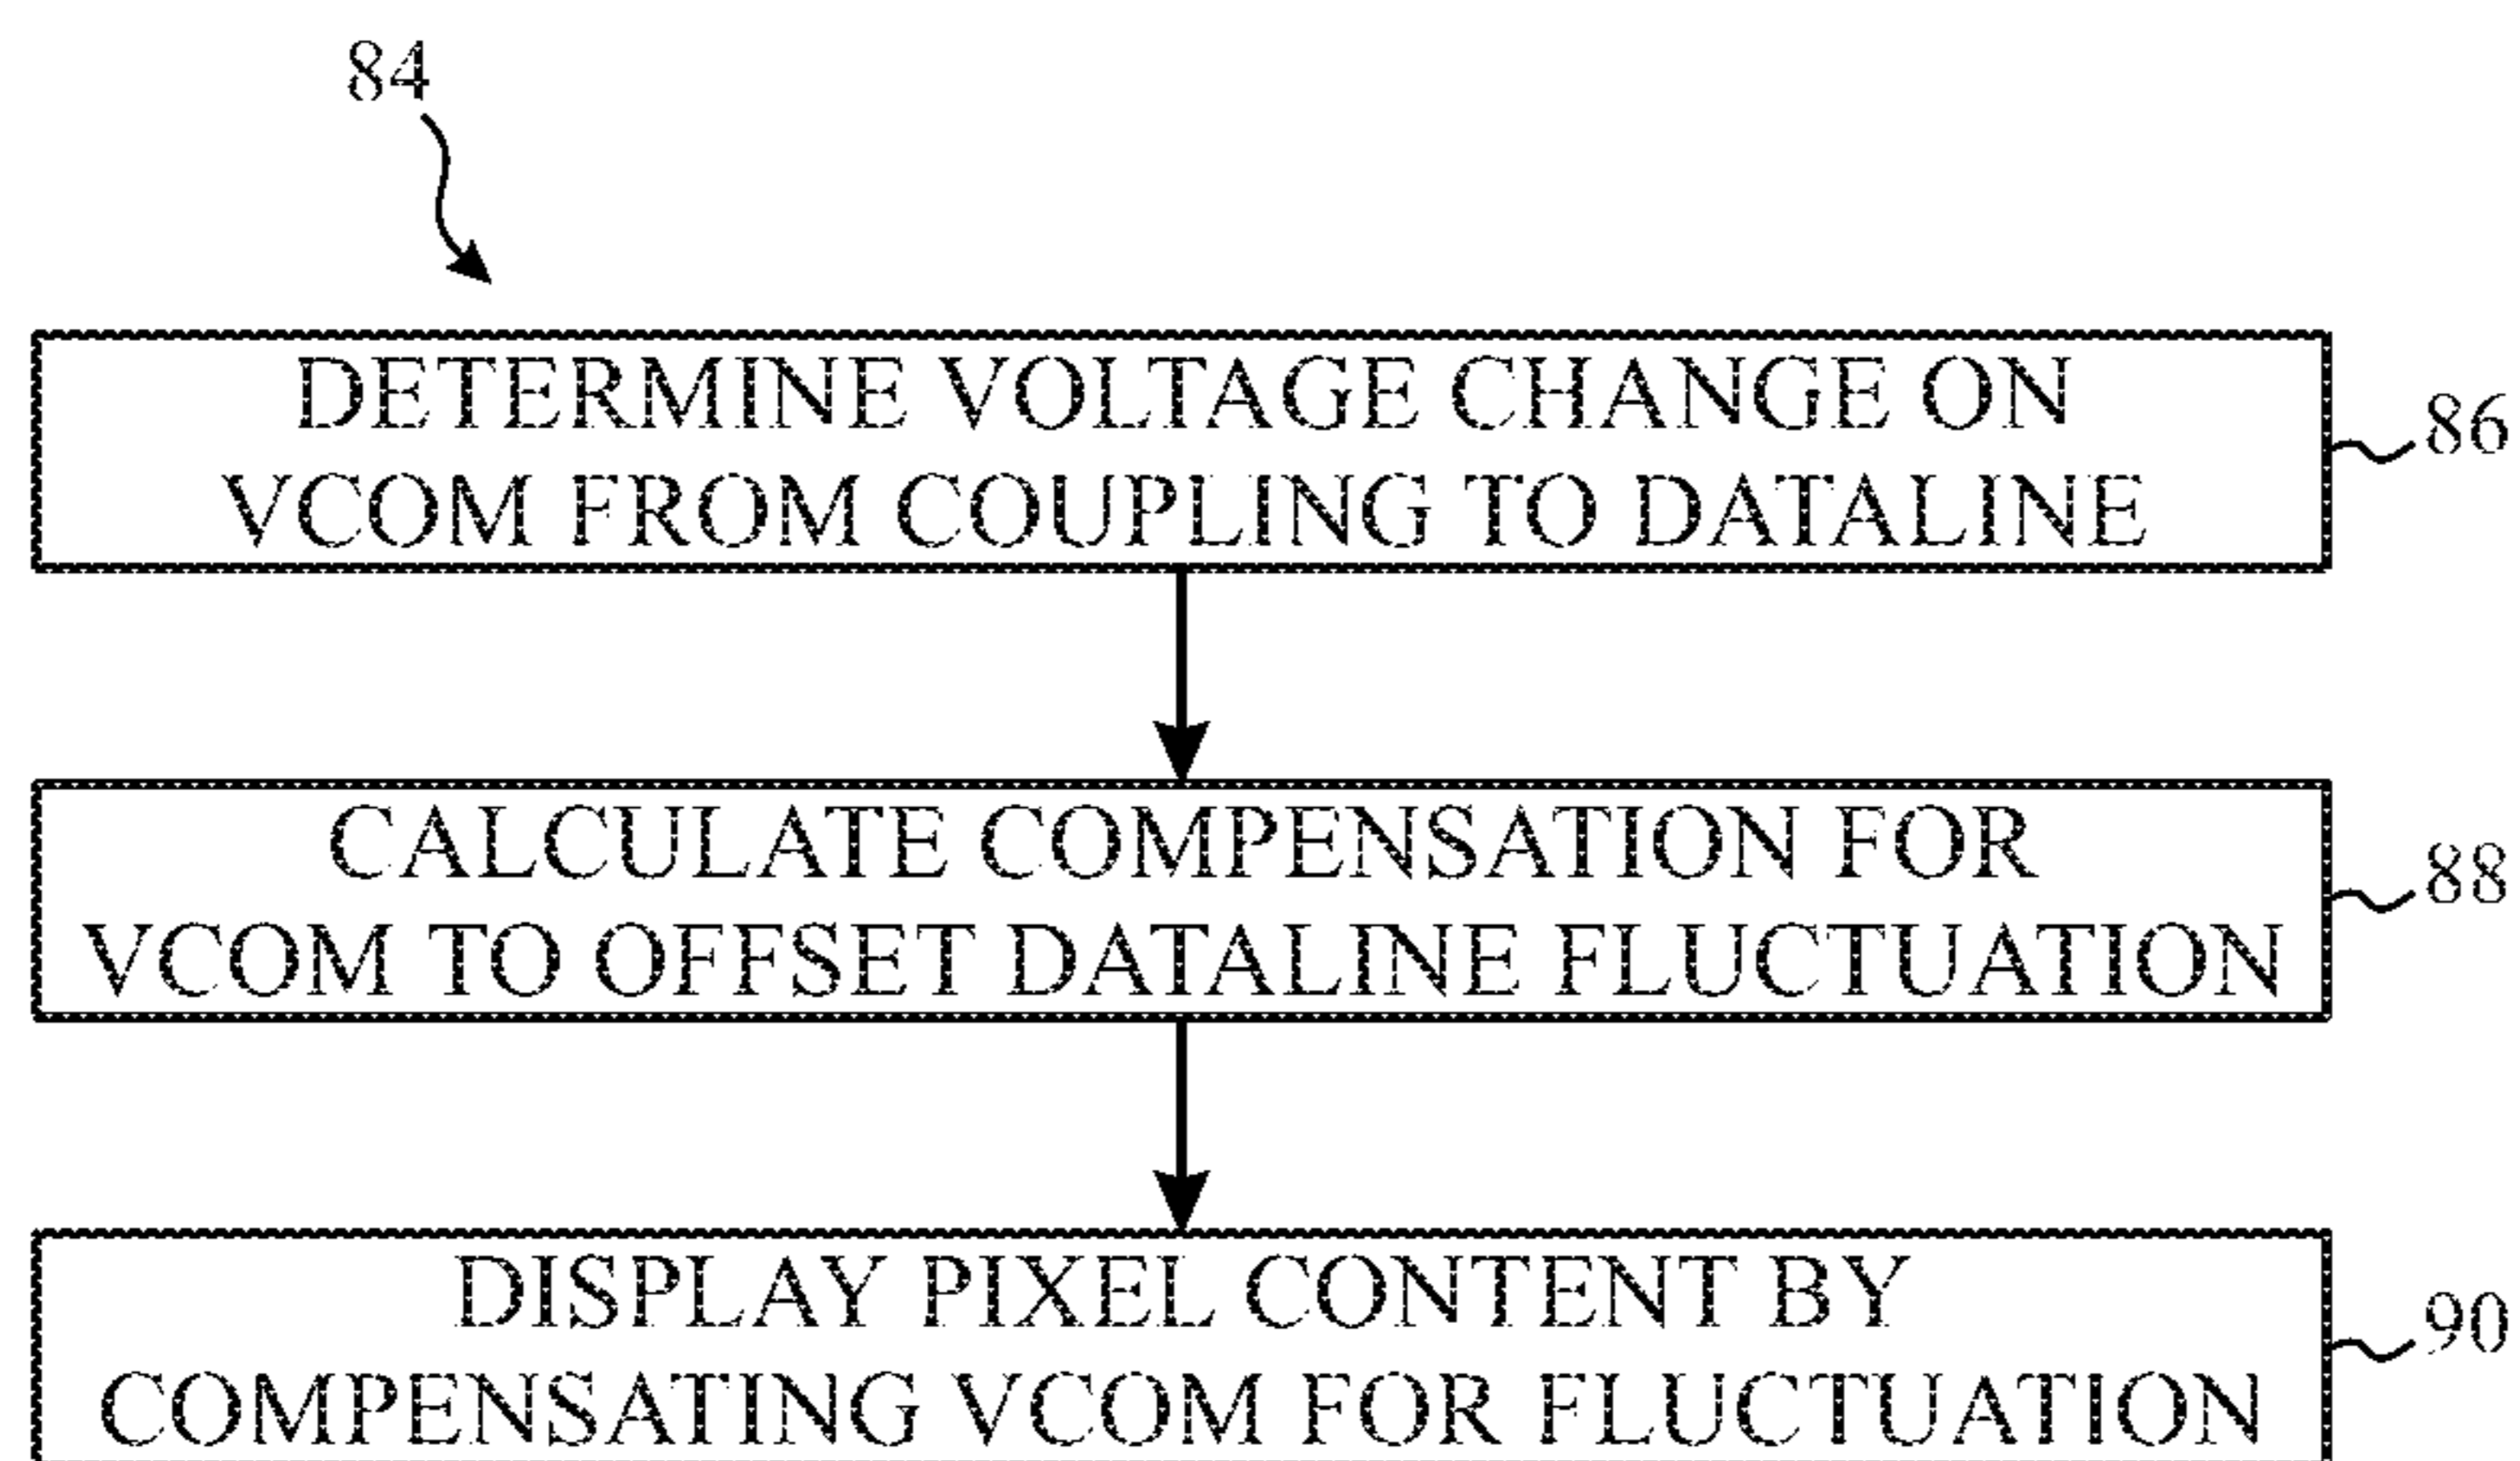 84
DETERMINE VOLTAGE CHANGE ON
VCOM FROM COUPLING TO DATALINE
86
CALCULATE COMPENSATION FOR
VCOM TO OFFSET DATALINE FLUCTUATION
88
DISPLAY PIXEL CONTENT BY
COMPENSATING VCOM FOR FLUCTUATION
90